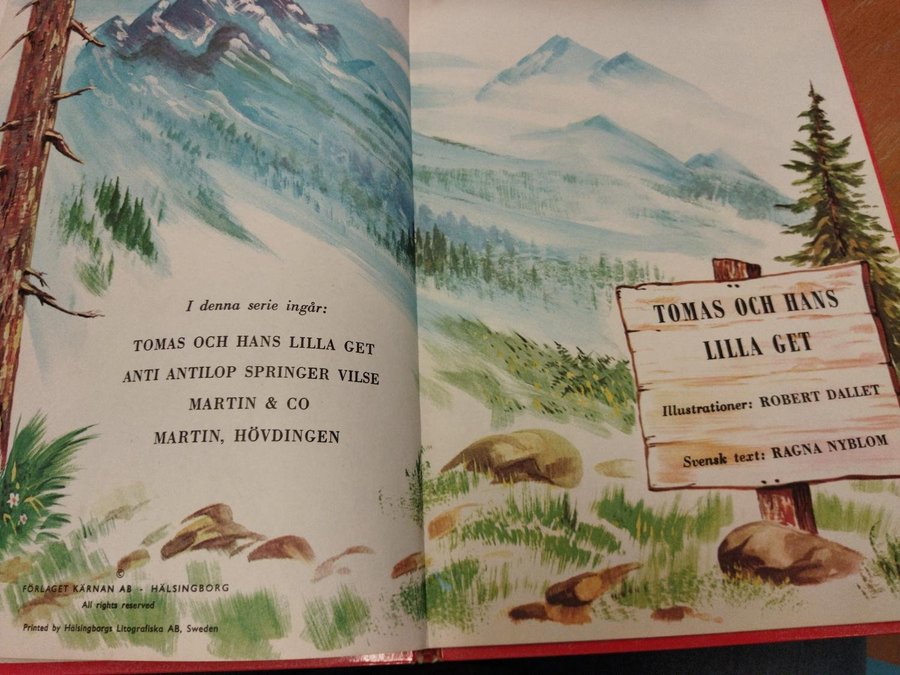 I denna serie ingår:
TOMAS OCH HANS LILLA GET
ANTI ANTILOP SPRINGER VILSE
MARTIN & CO
MARTIN, HÖVDINGEN
©
FÖRLAGET KÄRNAN AB - HÄLSINGBORG
All rights reserved
Printed by Hälsingborgs Litografiska AB, Sweden
TOMAS ÖCH HANS
LILLA GET
Illustrationer: ROBERT DALLET
Svensk text: RAGNA NYBLOM